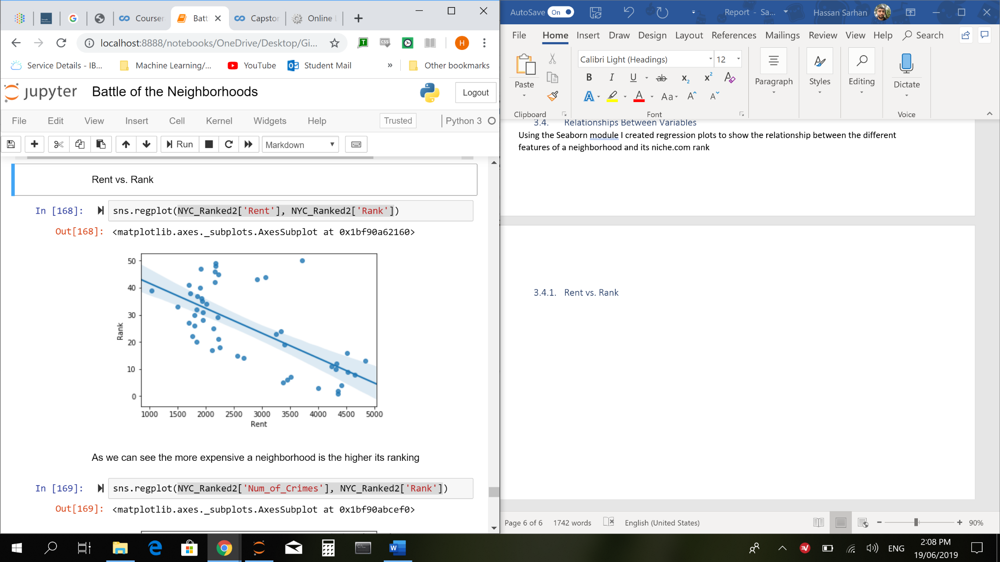 Courser
Batt
Capstor
Online
localhost:8888/notebooks/OneDrive/Desktop/Gi...
CSS
H
Service Details - IB...
Machine Learning/...
YouTube
Student Mail
»
Other bookmarks
jupyter
Battle of the Neighborhoods
Logout
File Edit View Insert Cell Kernel Widgets Help
Trusted
Python 3
Run
Markdown
Rent vs. Rank
In [168]:
sns.regplot(NYC_Ranked2['Rent'], NYC_Ranked2['Rank'])
Out[168]:
<matplotlib.axes._subplots.AxesSubplot at 0x1bf90a62160>
50
40
30
20
10
0
Rank
1000 1500 2000 2500 3000 3500 4000 4500 5000
Rent
As we can see the more expensive a neighborhood is the higher its ranking
In [169]:
sns.regplot(NYC_Ranked2['Num_of_Crimes'], NYC_Ranked2['Rank'])
Out[169]:
<matplotlib.axes._subplots.AxesSubplot at 0x1bf90abcef0>
AutoSave On
Report - Sa...
Hassan Sarhan
File Home Insert Draw Design Layout References Mailings Review View Help Search
Paste
Clipboard
Calibri Light (Headings)
12
B I U ab x2 x2 A
A A Aa A A
Font
Paragraph
Styles
Editing
Dictate
Voice
3.4. Relationships Between Variables
Using the Seaborn module I created regression plots to show the relationship between the different
features of a neighborhood and its niche.com rank
3.4.1. Rent vs. Rank
Page 6 of 6
1742 words
English (United States)
90%
ENG
2:08 PM
19/06/2019